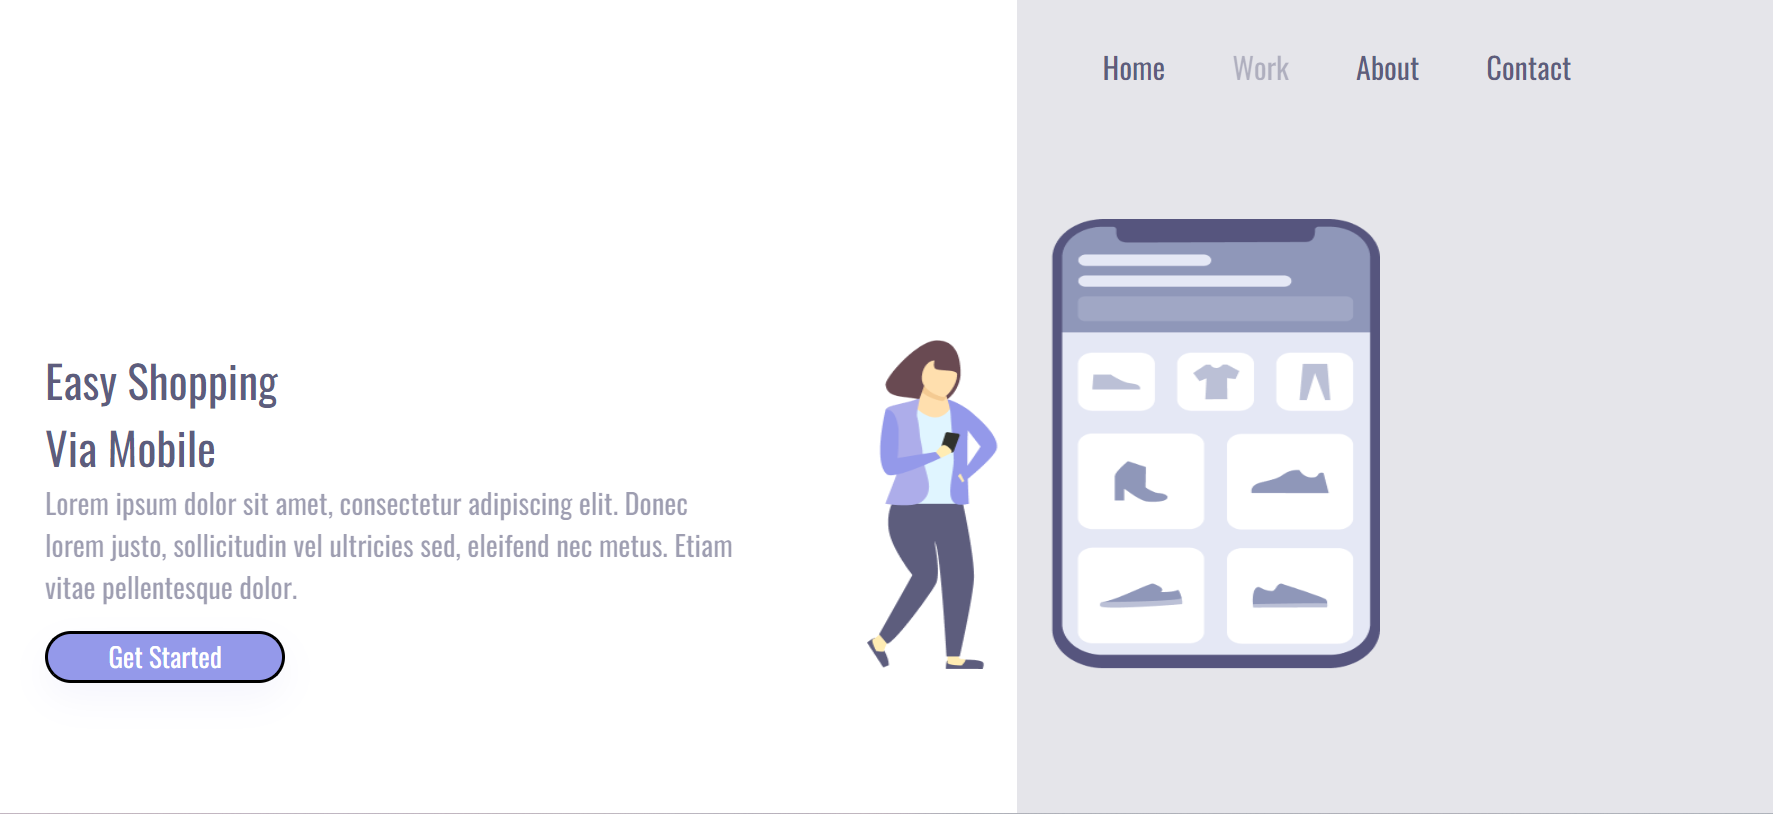 Home Work About Contact
Easy Shopping
Via Mobile
Lorem ipsum dolor sit amet, consectetur adipiscing elit. Donec
lorem justo, sollicitudin vel ultricies sed, eleifend nec metus. Etiam
vitae pellentesque dolor.
Get Started